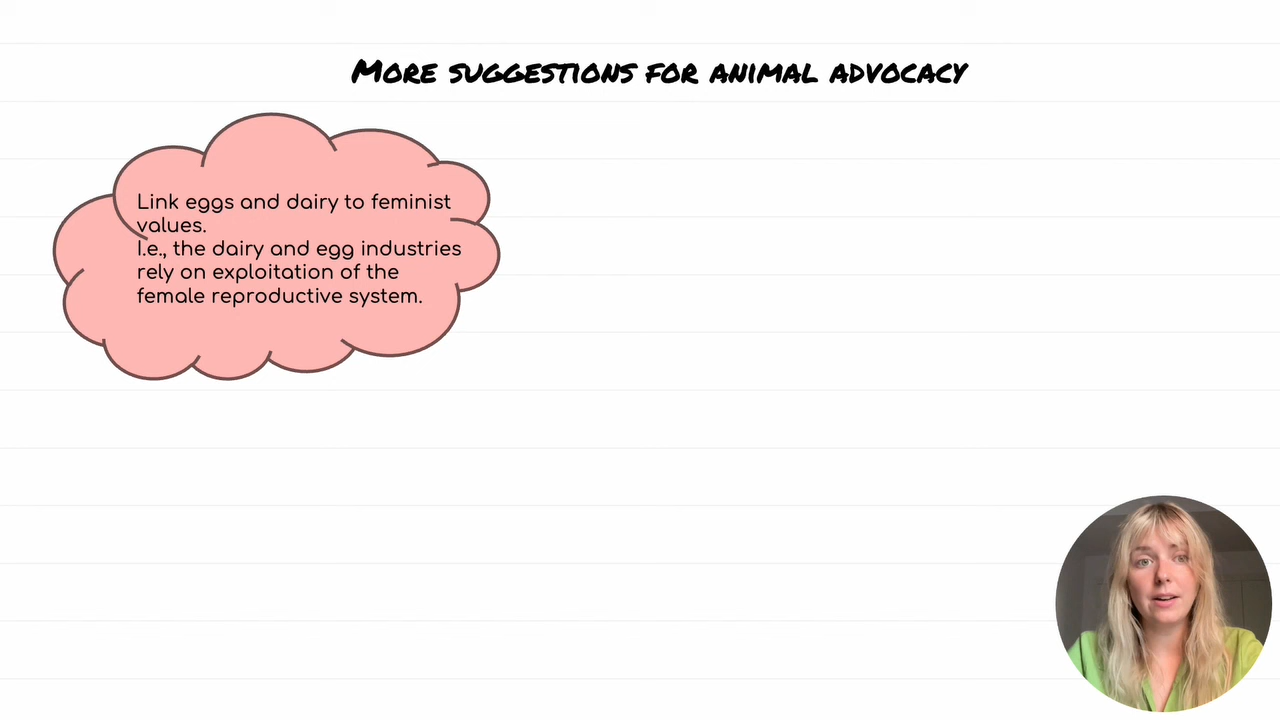 More suggestions for animal advocacy
Link eggs and dairy to feminist
values.
I.e., the dairy and egg industries
rely on exploitation of the
female reproductive system.